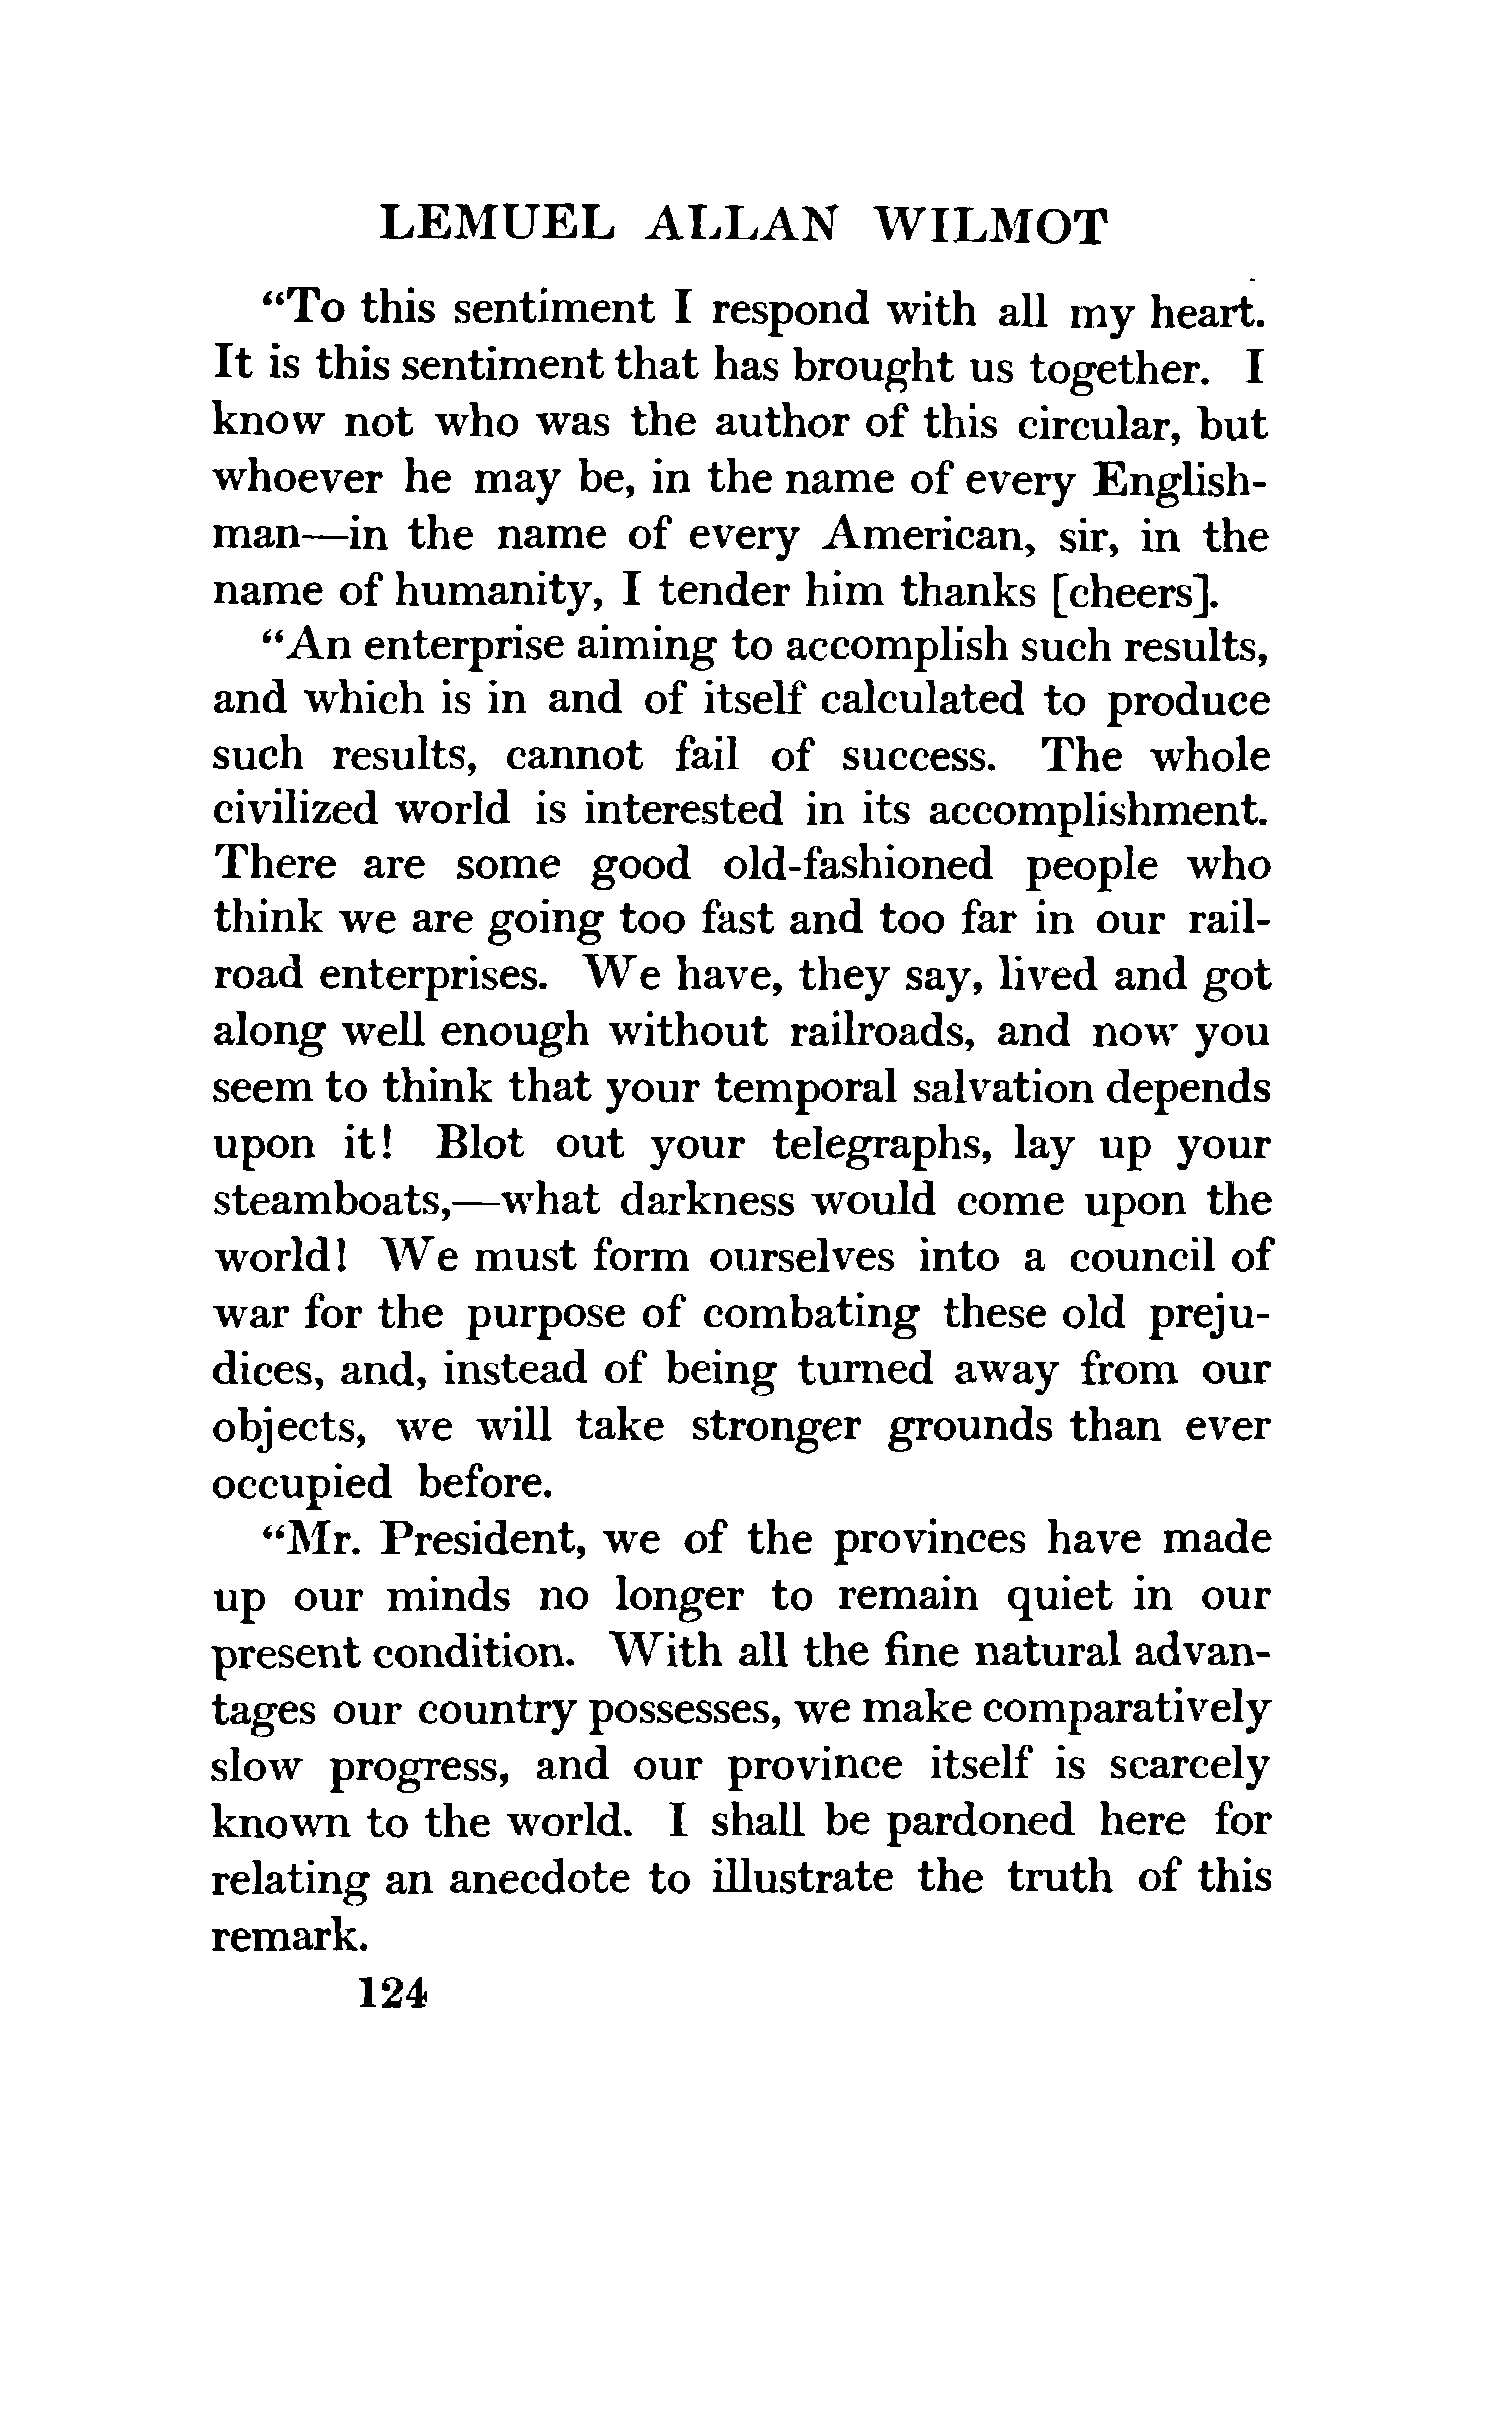 LEMUEL ALLAN WILMOT
“To this sentiment I respond with all my heart.
It is this sentiment that has brought us together. I
know not who was the author of this circular, but
whoever he may be, in the name of every English-
man—in the name of every American, sir, in the
name of humanity, I tender him thanks [cheers].
“An enterprise aiming to accomplish such results,
and which is in and of itself calculated to produce
such results, cannot fail of success. The whole
civilized world is interested in its accomplishment.
There are some good old-fashioned people who
think we are going too fast and too far in our rail-
road enterprises. We have, they say, lived and got
along well enough without railroads, and now you
seem to think that your temporal salvation depends
upon it! Blot out your telegraphs, lay up your
steamboats,—what darkness would come upon the
world! We must form ourselves into a council of
war for the purpose of combating these old preju-
dices, and, instead of being turned away from our
objects, we will take stronger grounds than ever
occupied before.
“Mr. President, we of the provinces have made
up our minds no longer to remain quiet in our
present condition. With all the fine natural advan-
tages our country possesses, we make comparatively
slow progress, and our province itself is scarcely
known to the world. I shall be pardoned here for
relating an anecdote to illustrate the truth of this
remark.
124